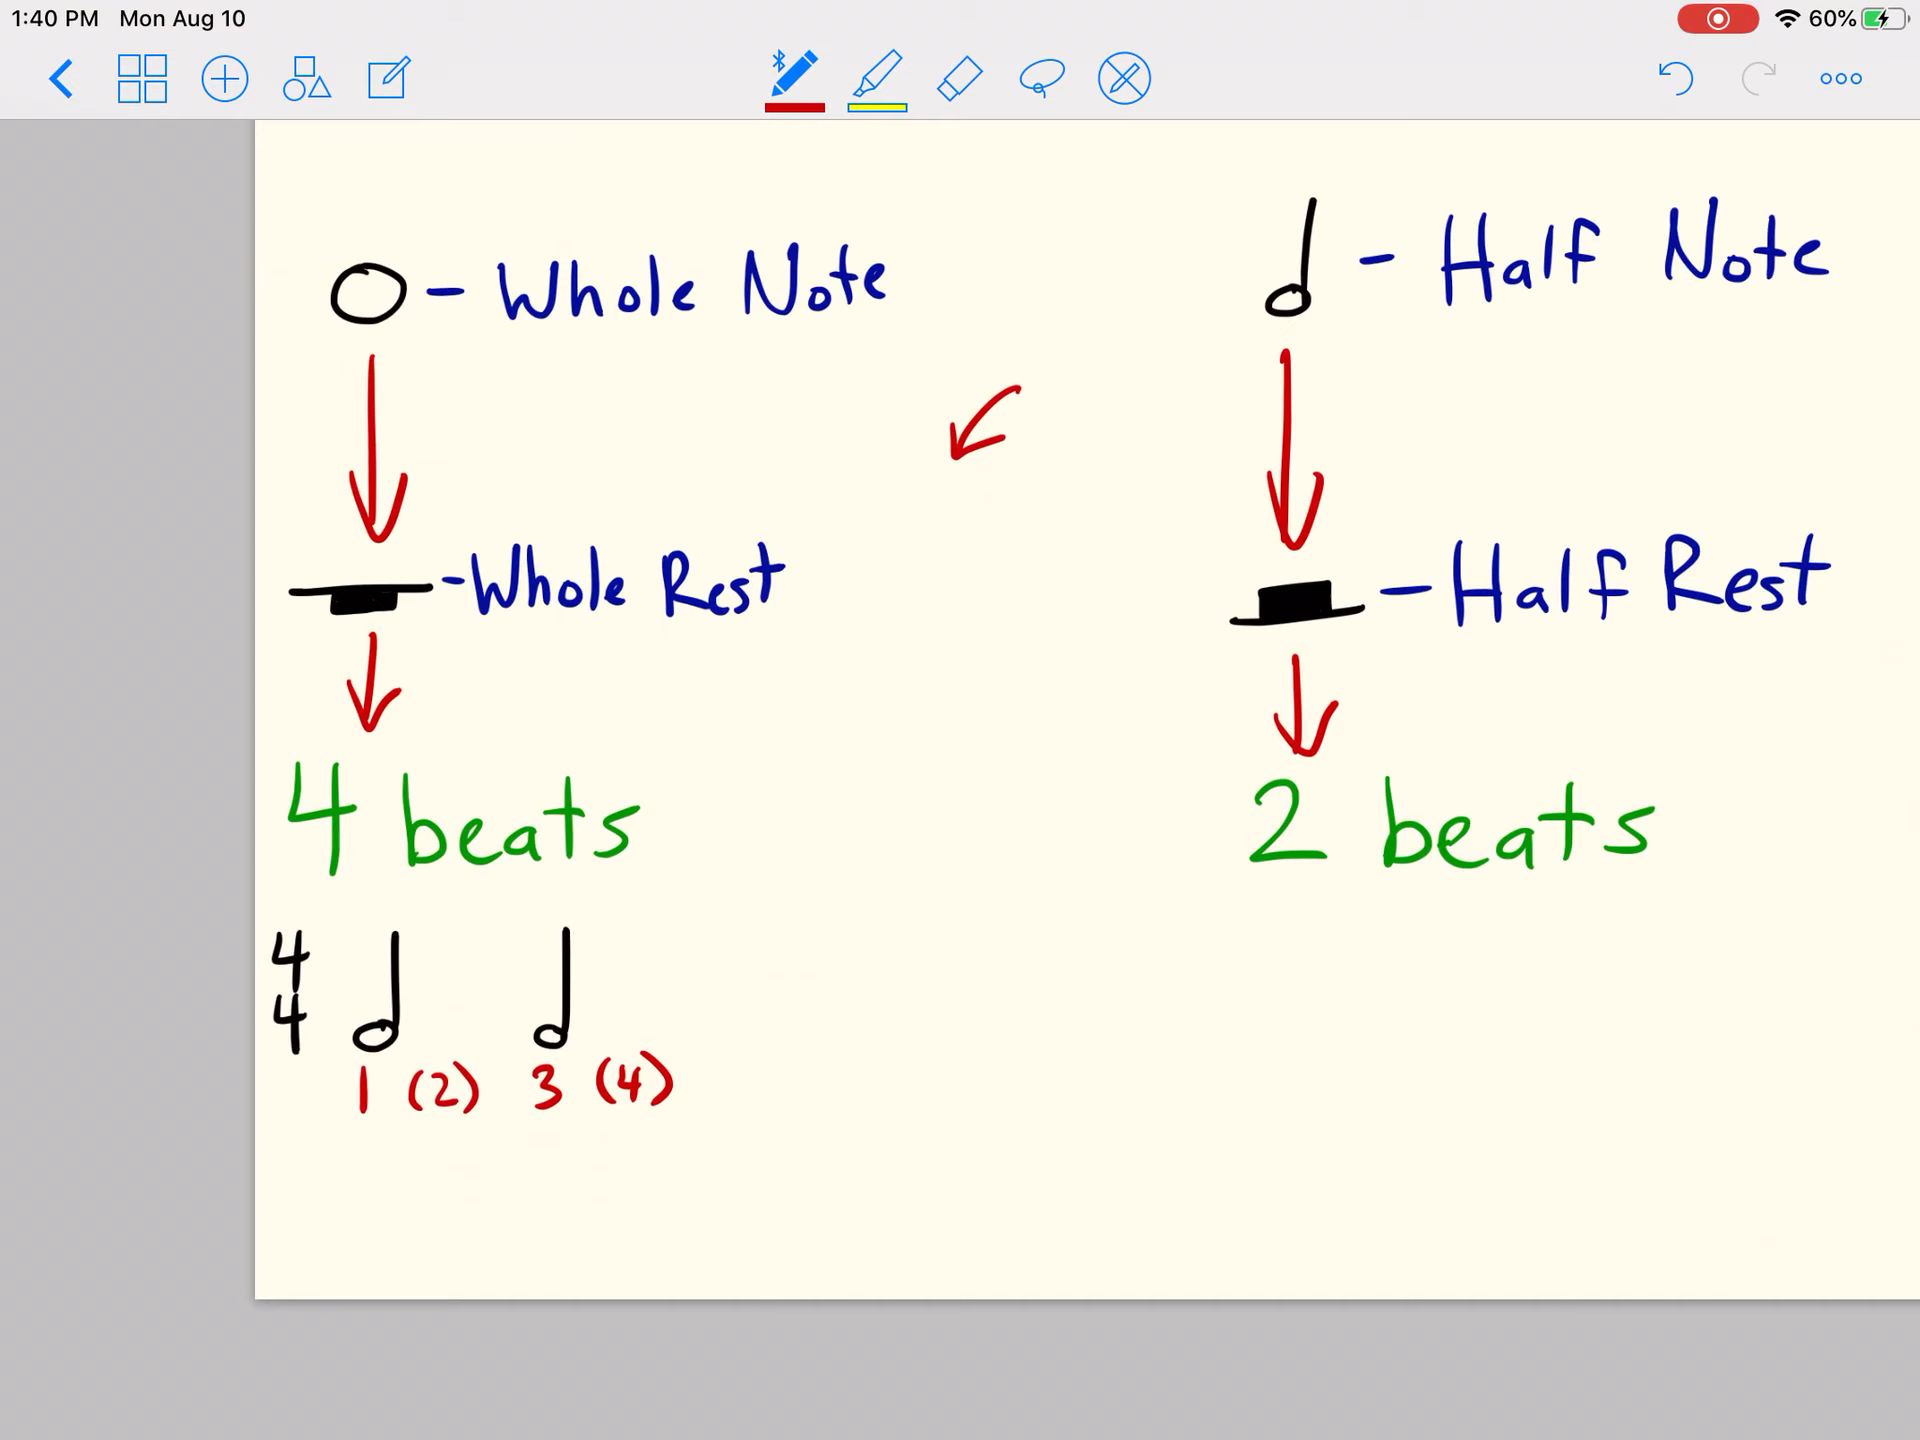 1:40 PM Mon Aug 10
60%
- Whole Note
- Half Note
- Whole Rest
- Half Rest
4 beats
2 beats
4
4
1 (2) 3 (4)